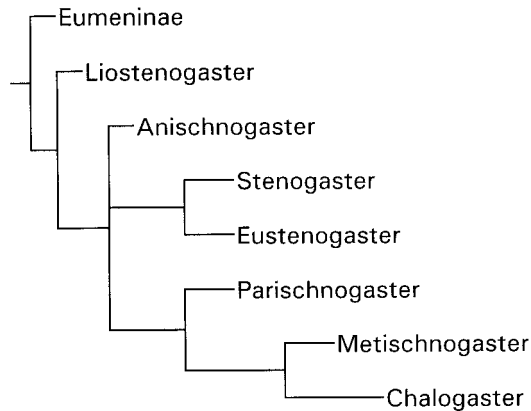 Eumeninae
Liostenogaster
Anischnogaster
Stenogaster
Eustenogaster
Parischnogaster
Metischnogaster
Chalogaster